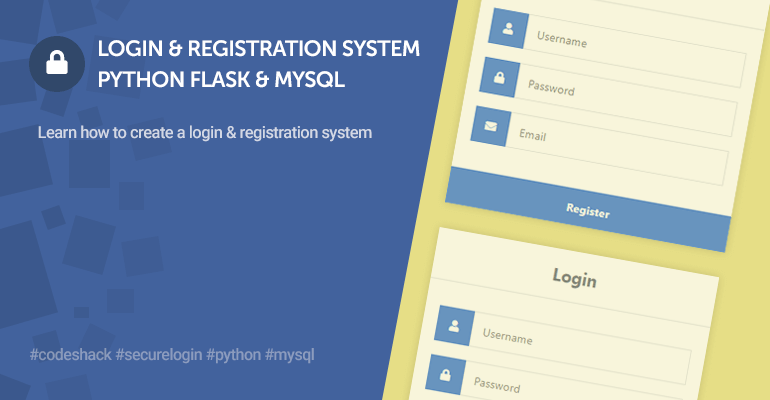 LOGIN & REGISTRATION SYSTEM
PYTHON FLASK & MYSQL
Learn how to create a login & registration system
#codeshack #securelogin #python #mysql
Username
Password
Email
Register
Login
Username
Password